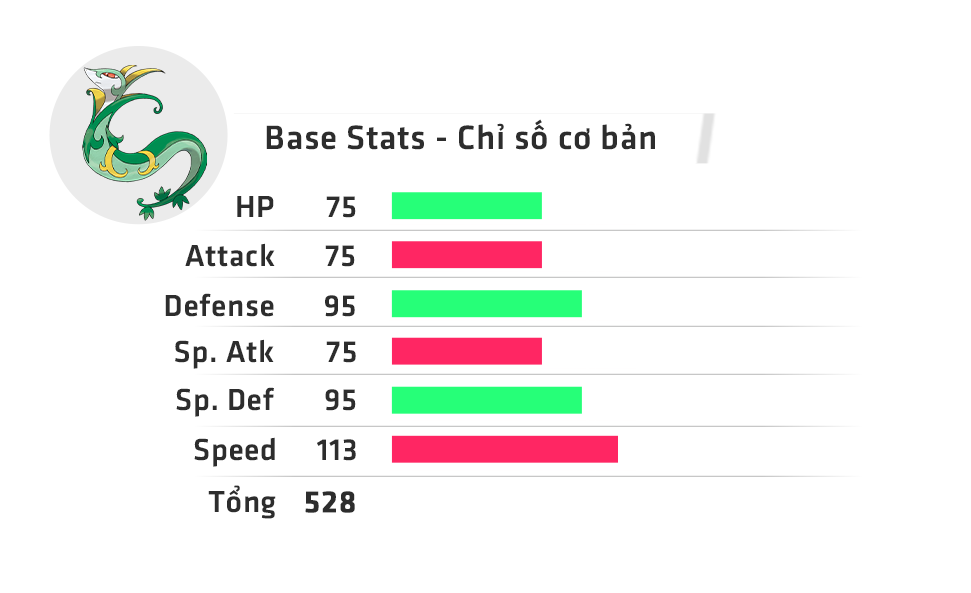 Base Stats - Chỉ số cơ bản
HP 75
Attack 75
Defense 95
Sp. Atk 75
Sp. Def 95
Speed 113
Tổng 528